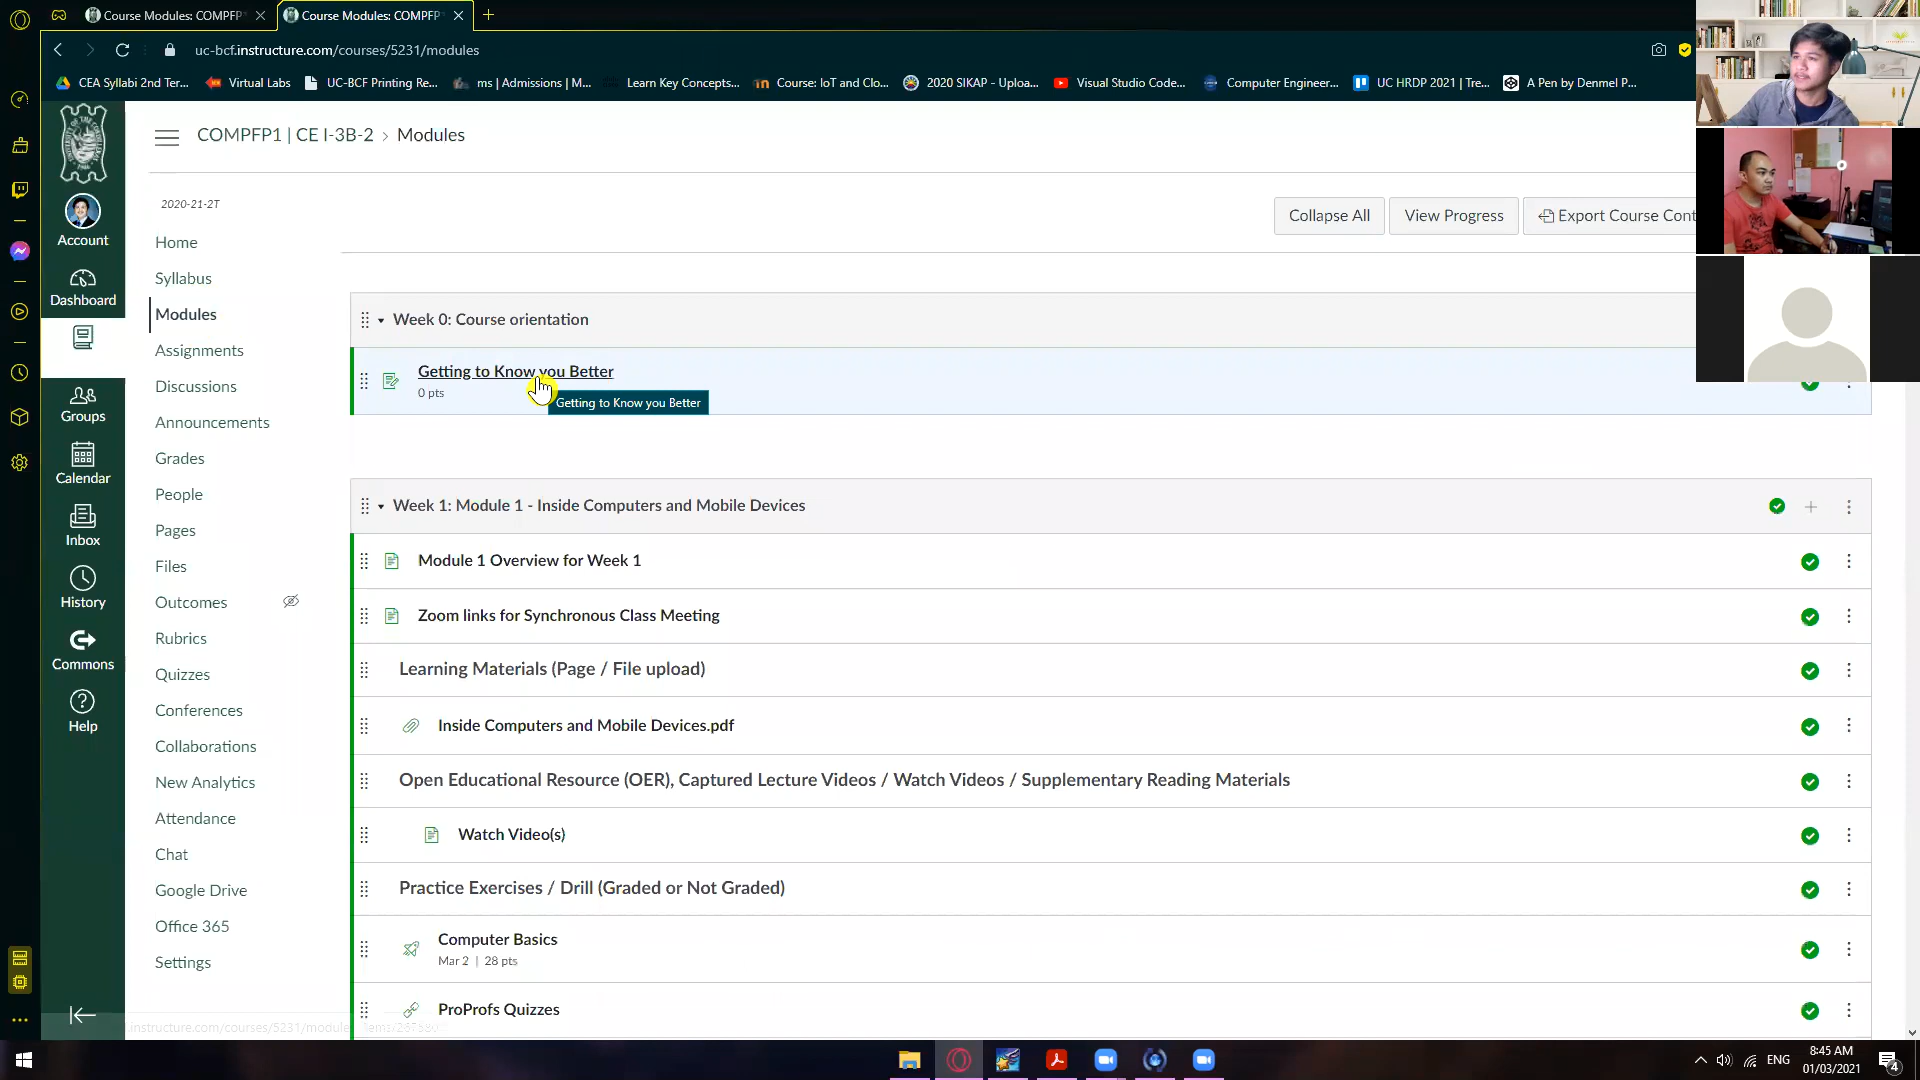 Course Modules: COMPFP
Course Modules: COMPFP
uc-bcf.instructure.com/courses/5231/modules
CEA Syllabi 2nd Ter...
Virtual Labs
UC-BCF Printing Re...
ms | Admissions | M...
Learn Key Concepts...
Course: IoT and Clo...
2020 SIKAP - Uploa...
Visual Studio Code...
Computer Engineer...
UC HRDP 2021 | Tre...
A Pen by Denmel P...
COMPFP1 | CE I-3B-2 > Modules
2020-21-2T
Account
Dashboard
Groups
Calendar
Inbox
History
Commons
Help
Home
Syllabus
Modules
Assignments
Discussions
Announcements
Grades
People
Pages
Files
Outcomes
Rubrics
Quizzes
Conferences
Collaborations
New Analytics
Attendance
Chat
Google Drive
Office 365
Settings
Collapse All
View Progress
Export Course Cont
Week 0: Course orientation
Getting to Know you Better
0 pts
Getting to Know you Better
Week 1: Module 1 - Inside Computers and Mobile Devices
Module 1 Overview for Week 1
Zoom links for Synchronous Class Meeting
Learning Materials (Page / File upload)
Inside Computers and Mobile Devices.pdf
Open Educational Resource (OER), Captured Lecture Videos / Watch Videos / Supplementary Reading Materials
Watch Video(s)
Practice Exercises / Drill (Graded or Not Graded)
Computer Basics
Mar 2 | 28 pts
ProProfs Quizzes
ENG
8:45 AM
01/03/2021
4